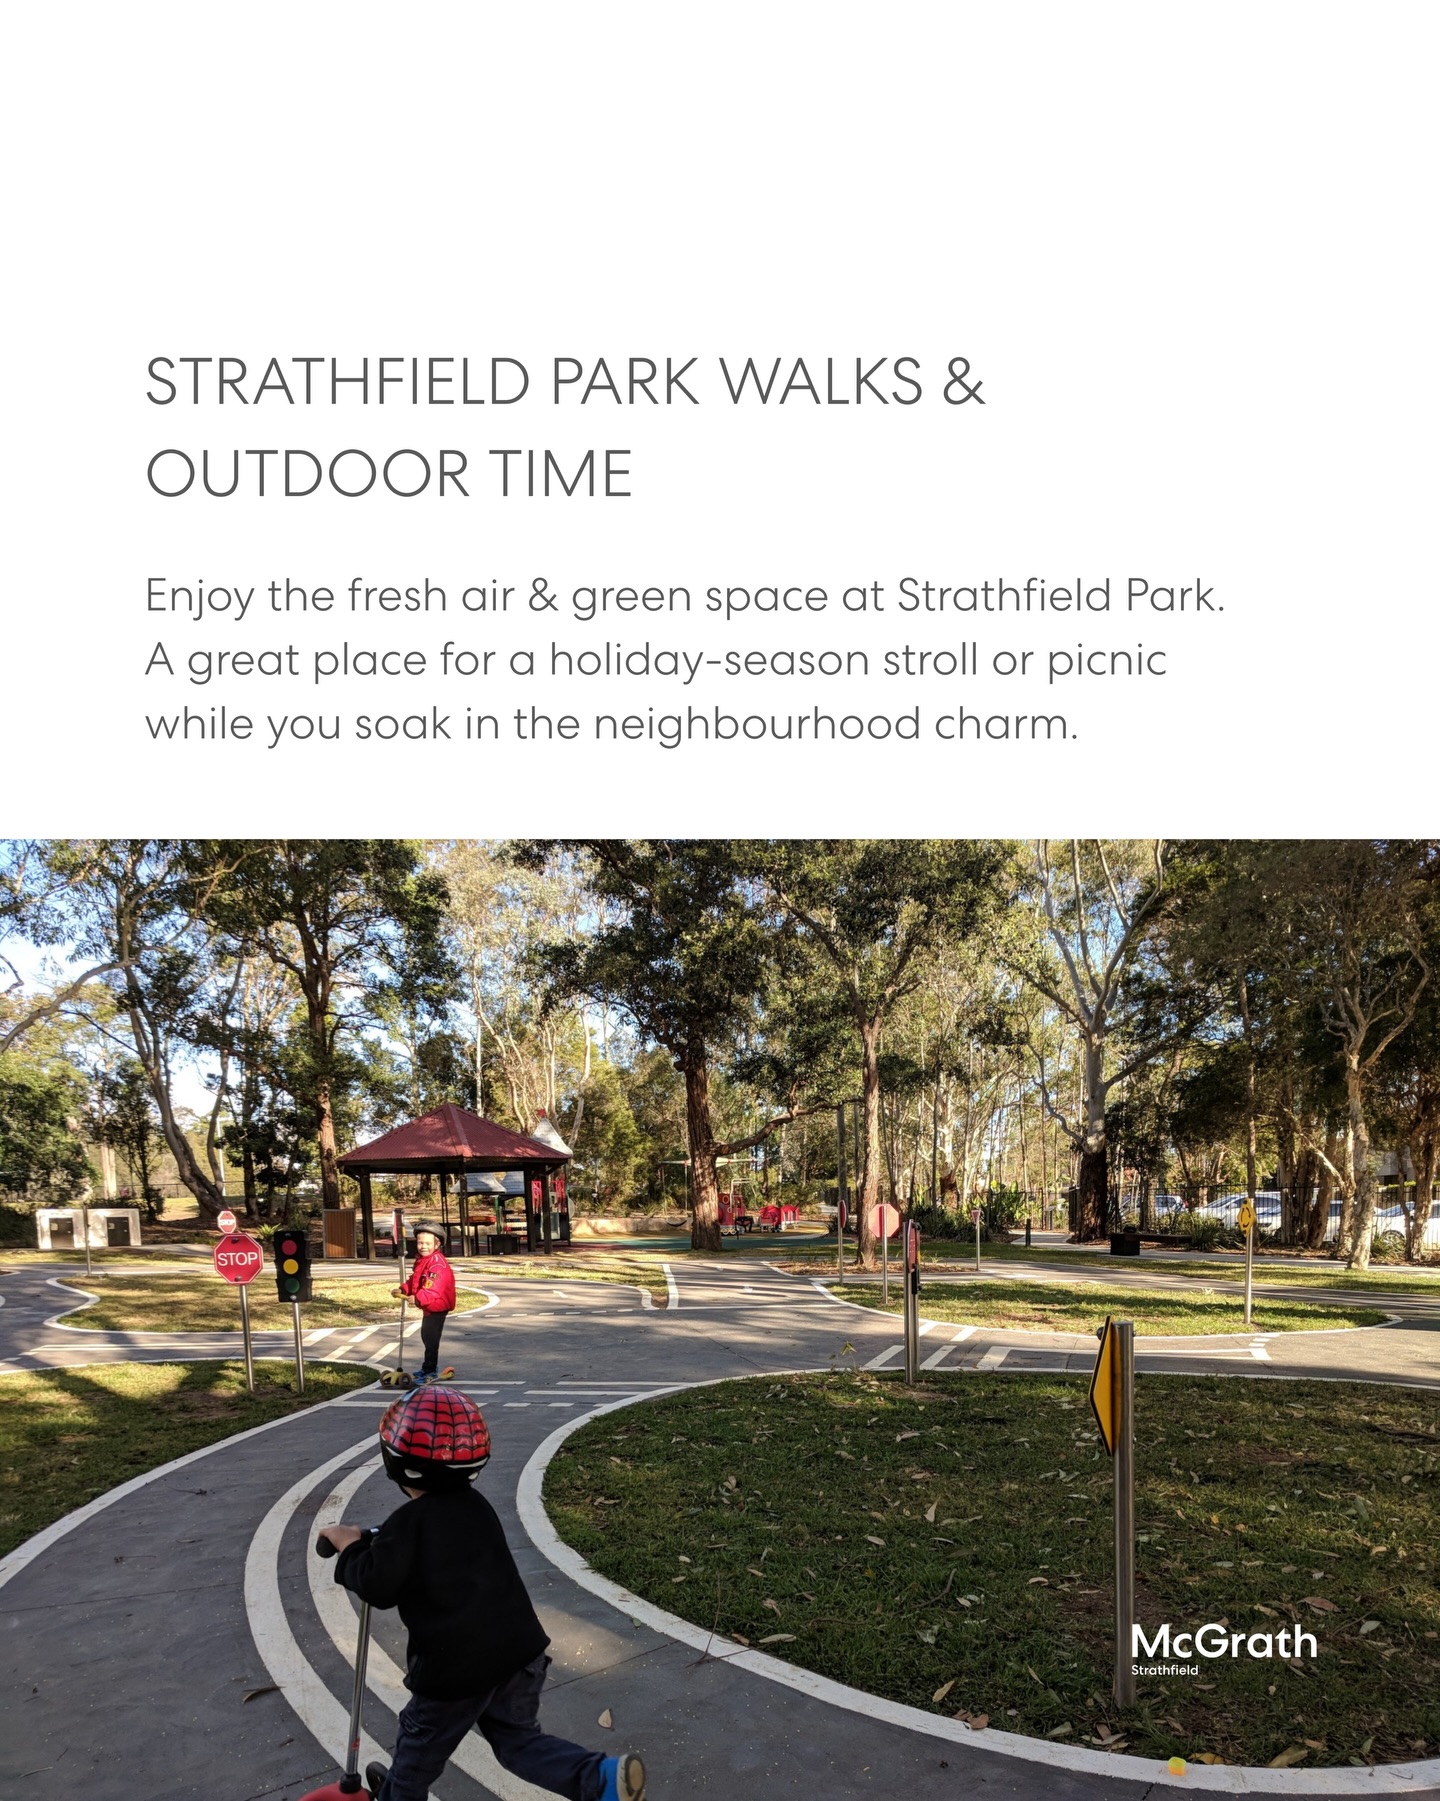 STRATHFIELD PARK WALKS &
OUTDOOR TIME
Enjoy the fresh air & green space at Strathfield Park.
A great place for a holiday-season stroll or picnic
while you soak in the neighbourhood charm.
STOP
STOP
McGrath
Strathfield